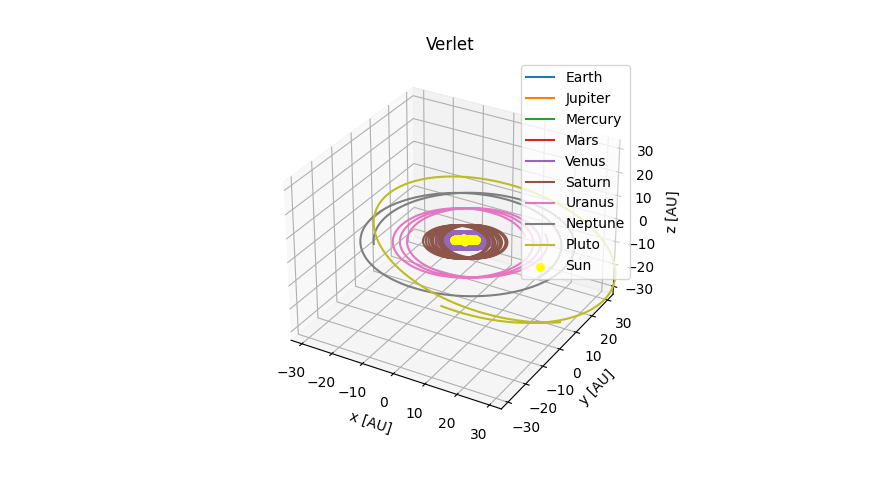 Verlet
Earth
Jupiter
Mercury
Mars
Venus
Saturn
Uranus
Neptune
Pluto
Sun
30
20
10
0
−10
−20
−30
z [AU]
30
20
10
0
−10
−20
−30
y [AU]
−30
−20
−10
0
10
20
30
x [AU]